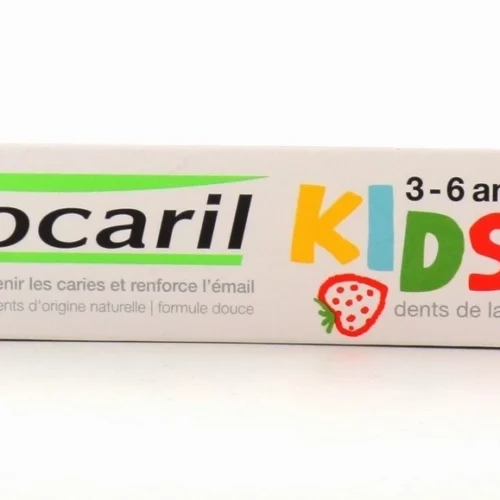 ocaril
enir les caries et renforce l'émail
ents d'origine naturelle | formule douce
3-6 an
KIDS
dents de la